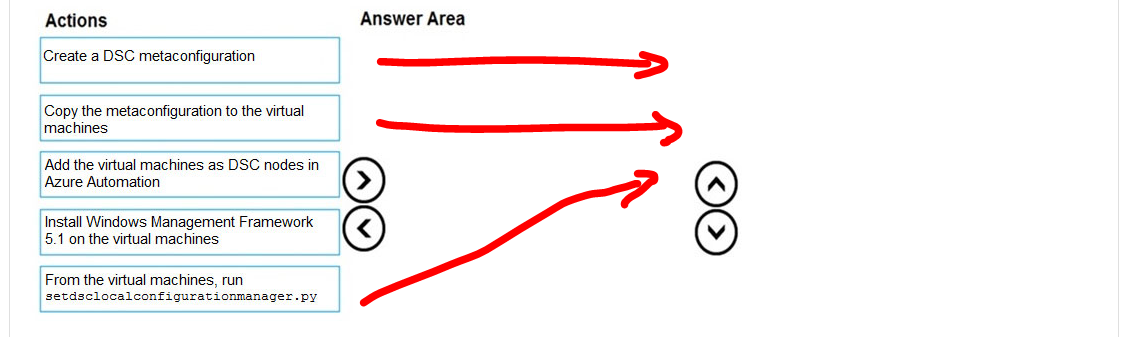 Actions
Answer Area
Create a DSC metaconfiguration
Copy the metaconfiguration to the virtual
machines
Add the virtual machines as DSC nodes in
Azure Automation
Install Windows Management Framework
5.1 on the virtual machines
From the virtual machines, run
setdsclocalconfigurationmanager.py